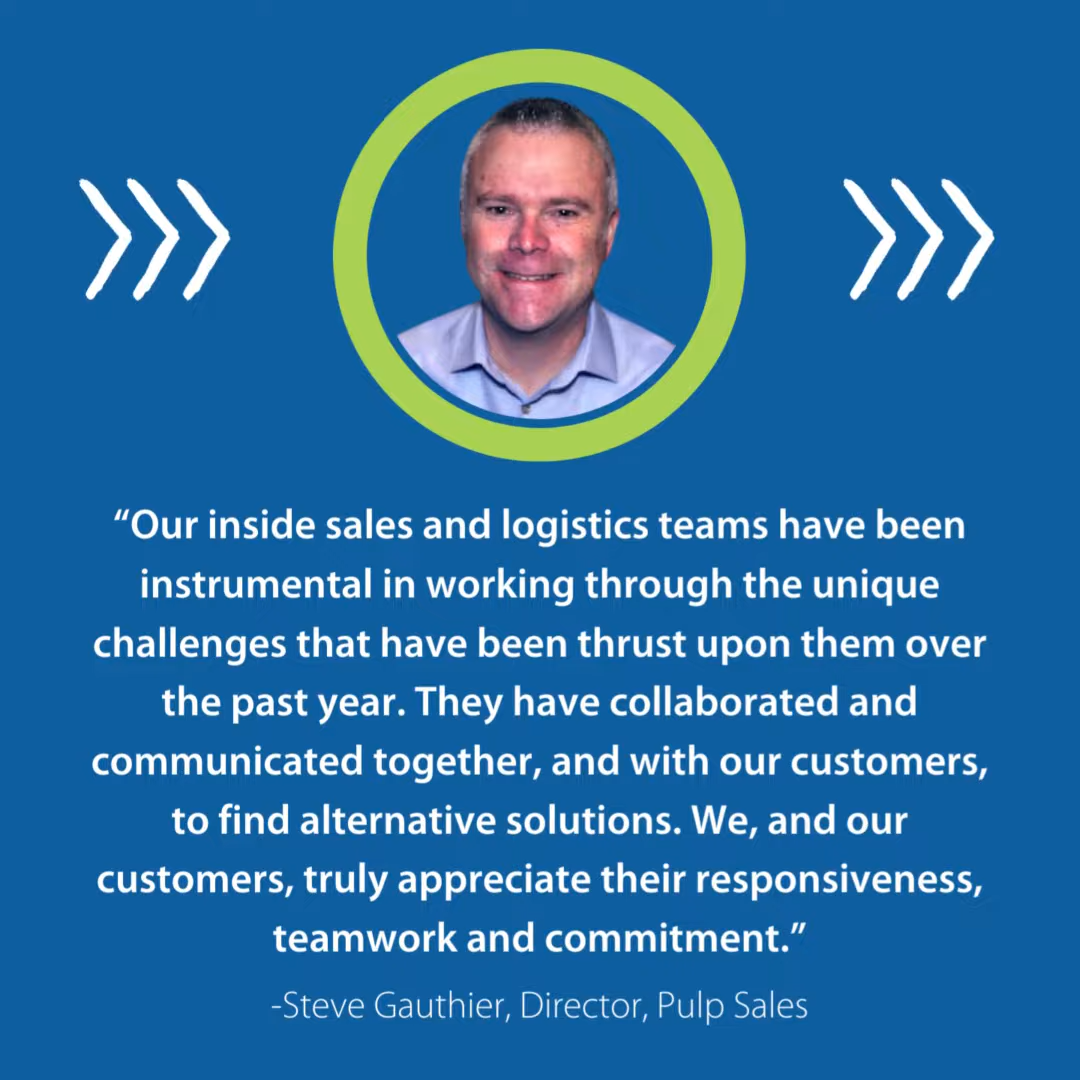 “Our inside sales and logistics teams have been
instrumental in working through the unique
challenges that have been thrust upon them over
the past year. They have collaborated and
communicated together, and with our customers,
to find alternative solutions. We, and our
customers, truly appreciate their responsiveness,
teamwork and commitment.”
-Steve Gauthier, Director, Pulp Sales